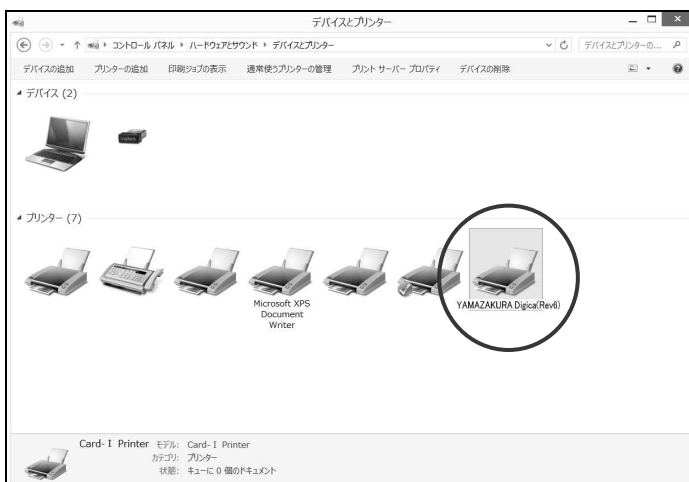 デバイスとプリンター
コントロール パネル ▸ ハードウェアとサウンド ▸ デバイスとプリンター
デバイスとプリンターの...
デバイスの追加 プリンターの追加 印刷ジョブの表示 通常使うプリンターの管理 プリント サーバー プロパティ デバイスの削除
デバイス (2)
プリンター (7)
Microsoft XPS
Document
Writer
YAMAZAKURA Digica(Rev6)
Card-I Printer モデル: Card-I Printer
カテゴリ: プリンター
状態: キューに 0 個のドキュメント